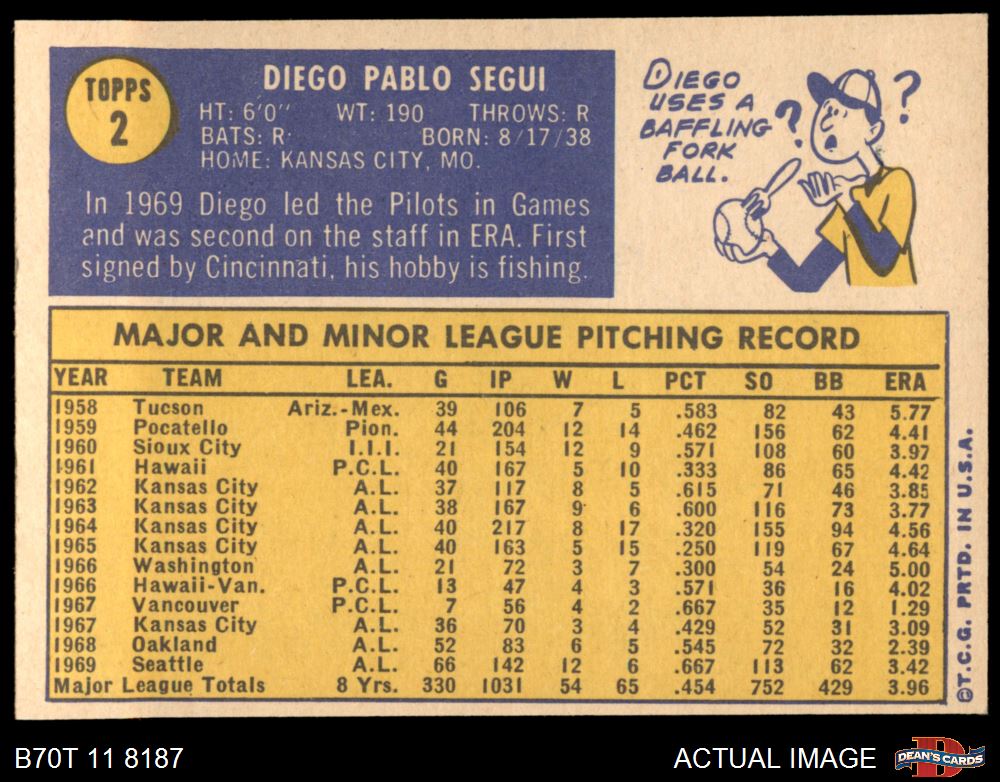 TOPPS
2
DIEGO PABLO SEGUI
HT: 6'0" WT: 190 THROWS: R
BATS: R BORN: 8/17/38
HOME: KANSAS CITY, MO.
In 1969 Diego led the Pilots in Games
and was second on the staff in ERA. First
signed by Cincinnati, his hobby is fishing.
DIEGO
USES A
BAFFLING
FORK
BALL.
? ?
MAJOR AND MINOR LEAGUE PITCHING RECORD
YEAR TEAM LEA. G IP W L PCT SO BB ERA
1958 Tucson Ariz.-Mex. 39 106 7 5 .583 82 43 5.77
1959 Pocatello Pion. 44 204 12 14 .462 156 62 4.41
1960 Sioux City I.I.I. 21 154 12 9 .571 108 60 3.97
1961 Hawaii P.C.L. 40 167 5 10 .333 86 65 4.42
1962 Kansas City A.L. 37 117 8 5 .615 71 46 3.85
1963 Kansas City A.L. 38 167 9 6 .600 116 73 3.77
1964 Kansas City A.L. 40 217 8 17 .320 155 94 4.56
1965 Kansas City A.L. 40 163 5 15 .250 119 67 4.64
1966 Washington A.L. 21 72 3 7 .300 54 24 5.00
1966 Hawaii-Van. P.C.L. 13 47 4 3 .571 36 16 4.02
1967 Vancouver P.C.L. 7 56 4 2 .667 35 12 1.29
1967 Kansas City A.L. 36 70 3 4 .429 52 31 3.09
1968 Oakland A.L. 52 83 6 5 .545 72 32 2.39
1969 Seattle A.L. 66 142 12 6 .667 113 62 3.42
Major League Totals 8 Yrs. 330 1031 54 65 .454 752 429 3.96
©T.C.G. PRTD. IN U.S.A.
B70T 11 8187
ACTUAL IMAGE
DEAN'S CARDS